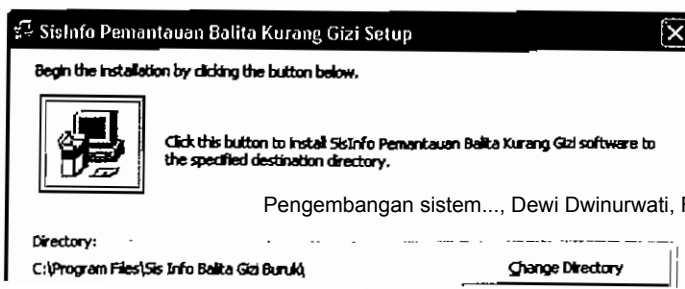 SisInfo Pemantauan Balita Kurang Gizi Setup
Begin the installation by clicking the button below.
Click this button to install SisInfo Pemantauan Balita Kurang Gizi software to
the specified destination directory.
Pengembangan sistem..., Dewi Dwinurwati, F
Directory:
C:\Program Files\Sis Info Balita Gizi Buruk\
Change Directory